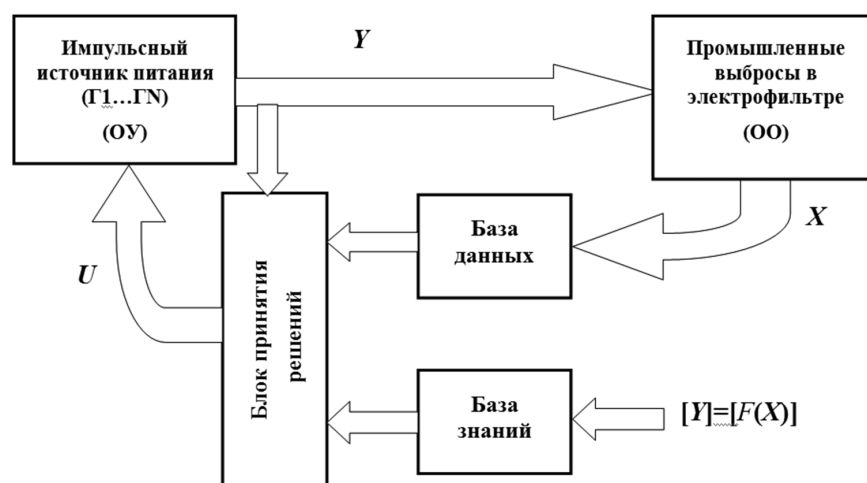 Импульсный
источник питания
(Г1…ГN)
(ОУ)
Y
Промышленные
выбросы в
электрофильтре
(ОО)
X
База
данных
U
Блок принятия
решений
База
знаний
[Y]=[F(X)]